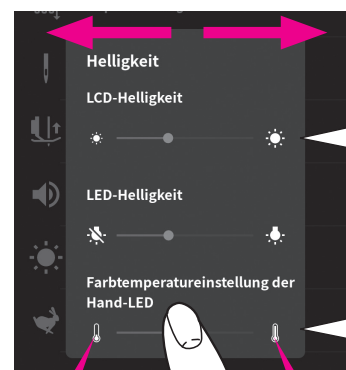 Helligkeit
LCD-Helligkeit
LED-Helligkeit
Farbtemperatureinstellung der
Hand-LED